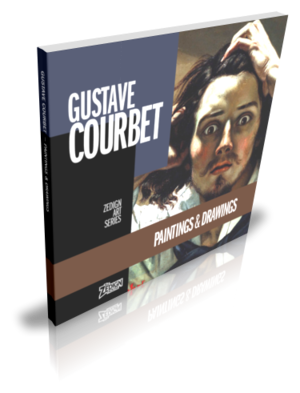 GUSTAVE
COURBET
ZEDIGN
ART
SERIES
PAINTINGS & DRAWINGS
ZEDIGN
GUSTAVE COURBET - PAINTINGS & DRAWINGS